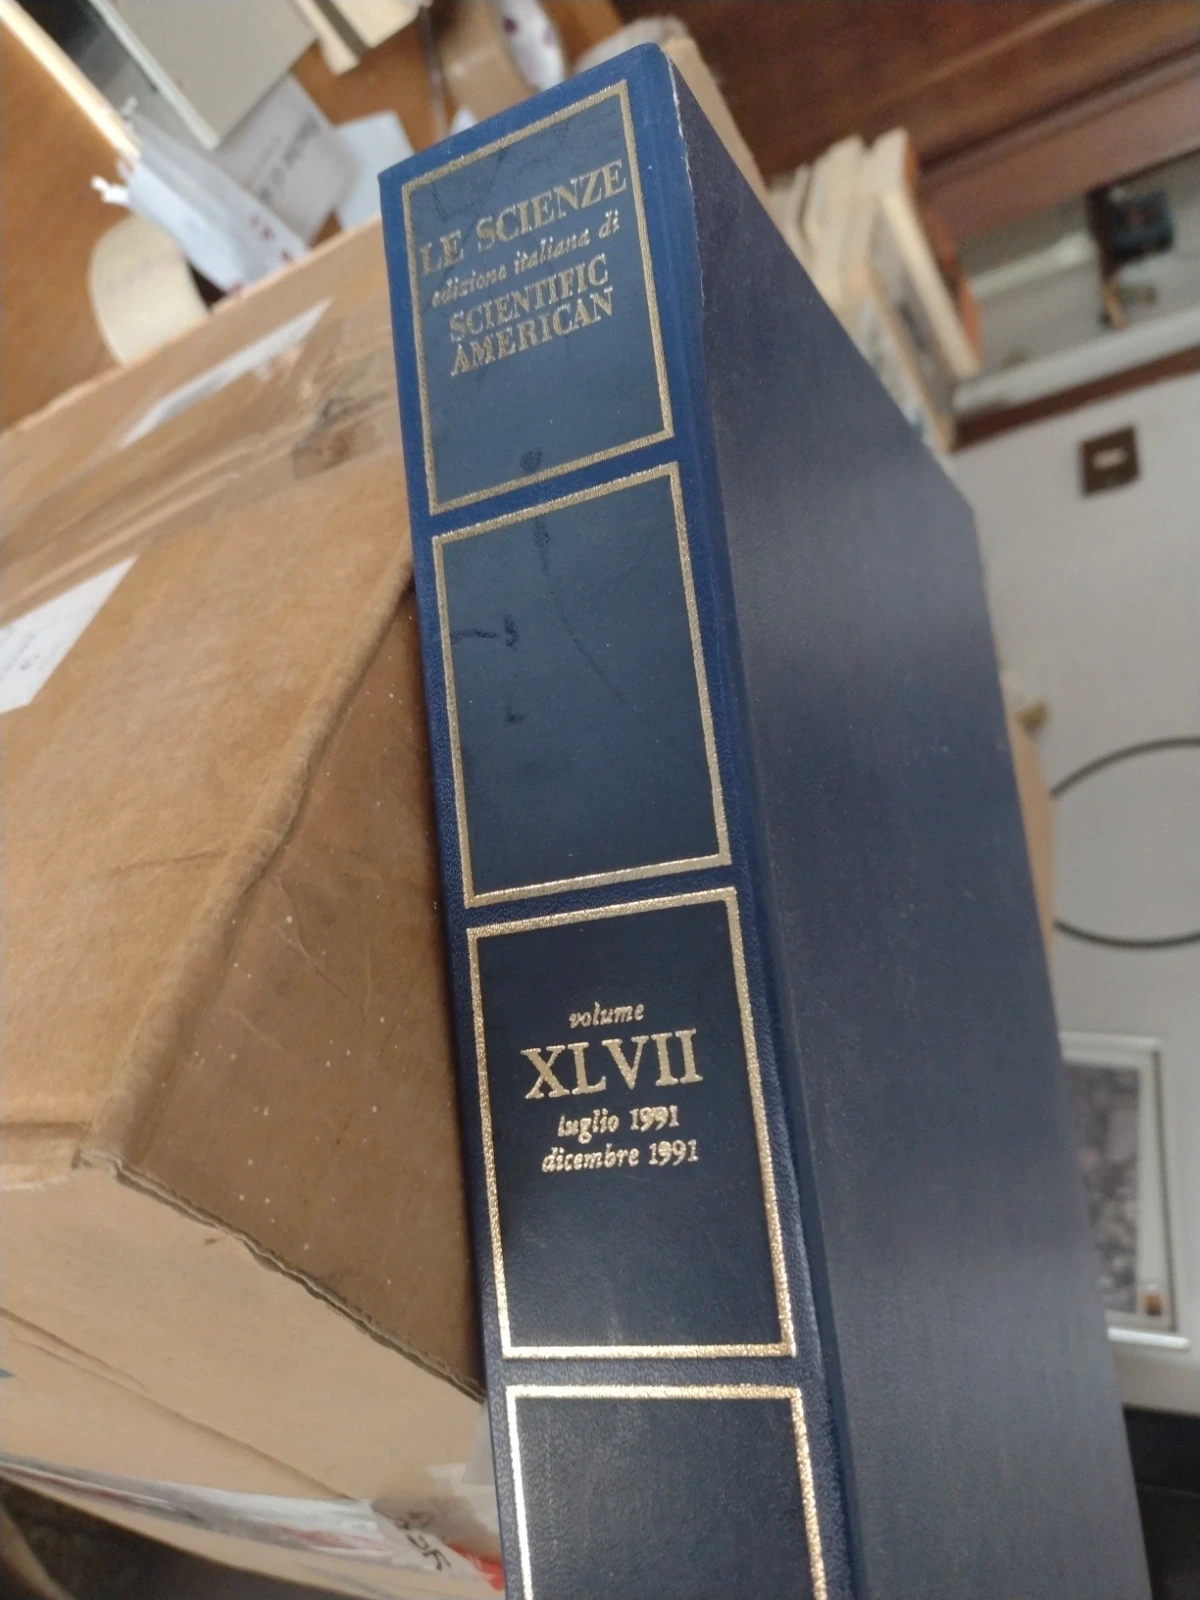 LE SCIENZE
edizione italiana di
SCIENTIFIC
AMERICAN
volume
XLVII
luglio 1991
dicembre 1991